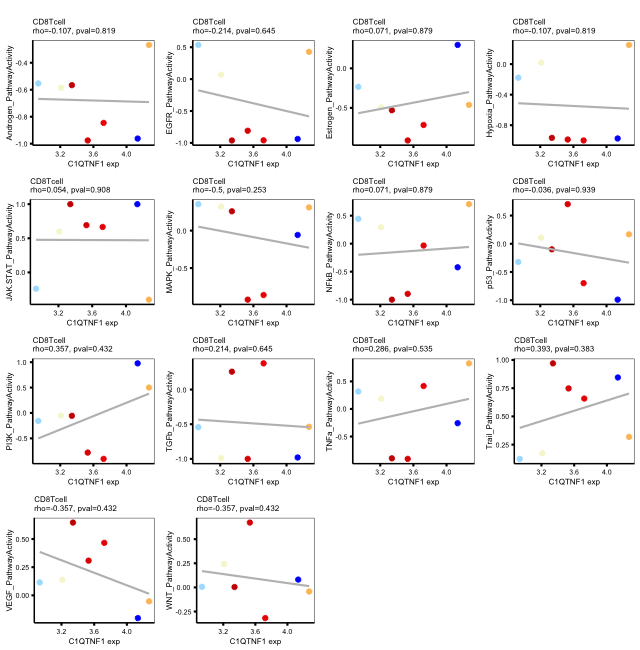 CD8Tcell
rho=-0.107, pval=0.819
Androgen_PathwayActivity
-0.4
-0.6
-0.8
-1.0
3.2 3.6 4.0
C1QTNF1 exp
CD8Tcell
rho=-0.214, pval=0.645
EGFR_PathwayActivity
0.5
0.0
-0.5
-1.0
3.2 3.6 4.0
C1QTNF1 exp
CD8Tcell
rho=0.071, pval=0.879
Estrogen_PathwayActivity
0.0
-0.5
3.2 3.6 4.0
C1QTNF1 exp
CD8Tcell
rho=-0.107, pval=0.819
Hypoxia_PathwayActivity
0.0
-0.4
-0.8
3.2 3.6 4.0
C1QTNF1 exp
CD8Tcell
rho=0.054, pval=0.908
JAK-STAT_PathwayActivity
1.0
0.5
0.0
3.2 3.6 4.0
C1QTNF1 exp
CD8Tcell
rho=-0.5, pval=0.253
MAPK_PathwayActivity
0.0
-0.5
3.2 3.6 4.0
C1QTNF1 exp
CD8Tcell
rho=0.071, pval=0.879
NFkB_PathwayActivity
0.5
0.0
-0.5
-1.0
3.2 3.6 4.0
C1QTNF1 exp
CD8Tcell
rho=-0.036, pval=0.939
p53_PathwayActivity
0.5
0.0
-0.5
-1.0
3.2 3.6 4.0
C1QTNF1 exp
CD8Tcell
rho=0.357, pval=0.432
PI3K_PathwayActivity
1.0
0.5
0.0
-0.5
3.2 3.6 4.0
C1QTNF1 exp
CD8Tcell
rho=0.214, pval=0.645
TGFb_PathwayActivity
0.0
-0.5
-1.0
3.2 3.6 4.0
C1QTNF1 exp
CD8Tcell
rho=0.286, pval=0.535
TNFa_PathwayActivity
0.5
0.0
-0.5
3.2 3.6 4.0
C1QTNF1 exp
CD8Tcell
rho=0.393, pval=0.383
Trail_PathwayActivity
1.00
0.75
0.50
0.25
3.2 3.6 4.0
C1QTNF1 exp
CD8Tcell
rho=-0.357, pval=0.432
VEGF_PathwayActivity
0.50
0.25
0.00
3.2 3.6 4.0
C1QTNF1 exp
CD8Tcell
rho=-0.357, pval=0.432
WNT_PathwayActivity
0.50
0.25
0.00
-0.25
3.2 3.6 4.0
C1QTNF1 exp